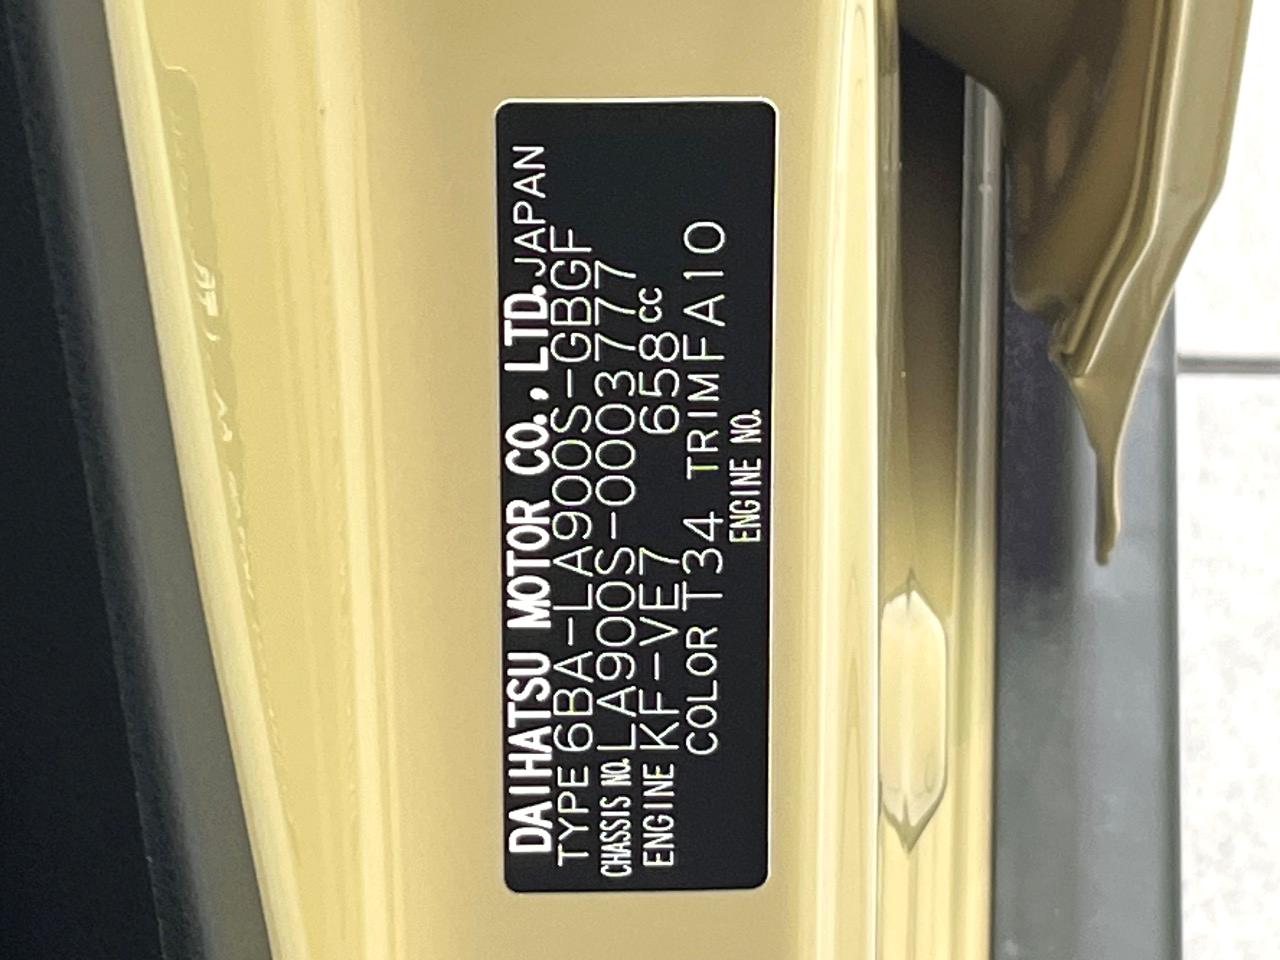 DAIHATSU MOTOR CO., LTD. JAPAN
TYPE 6BA-LA900S-GBGF
CHASSIS NO. LA900S-0003777
ENGINE KF-VE7 658cc
COLOR T34 TRIM FA10
ENGINE NO.